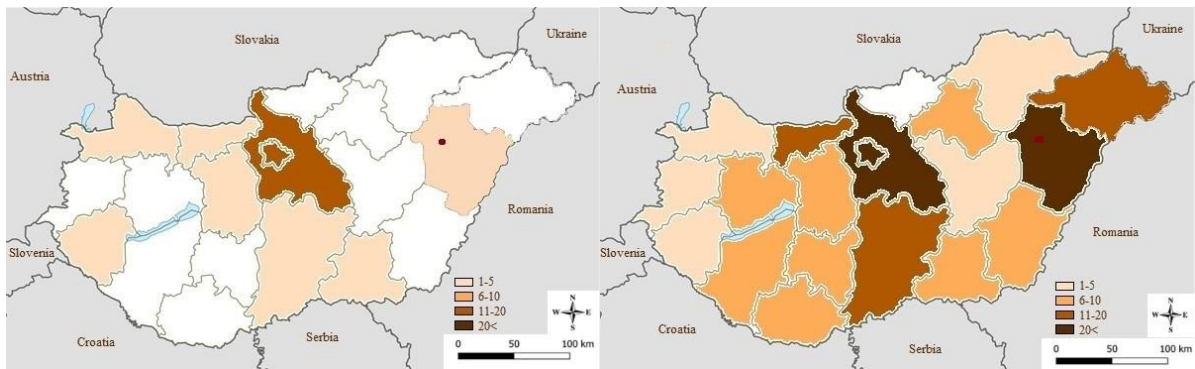 Slovakia
Ukraine
Austria
Romania
Slovenia
Croatia
Serbia
1-5
6-10
11-20
20<
N
W E
S
0 50 100 km
Slovakia
Ukraine
Austria
Romania
Slovenia
Croatia
Serbia
1-5
6-10
11-20
20<
N
W E
S
0 50 100 km